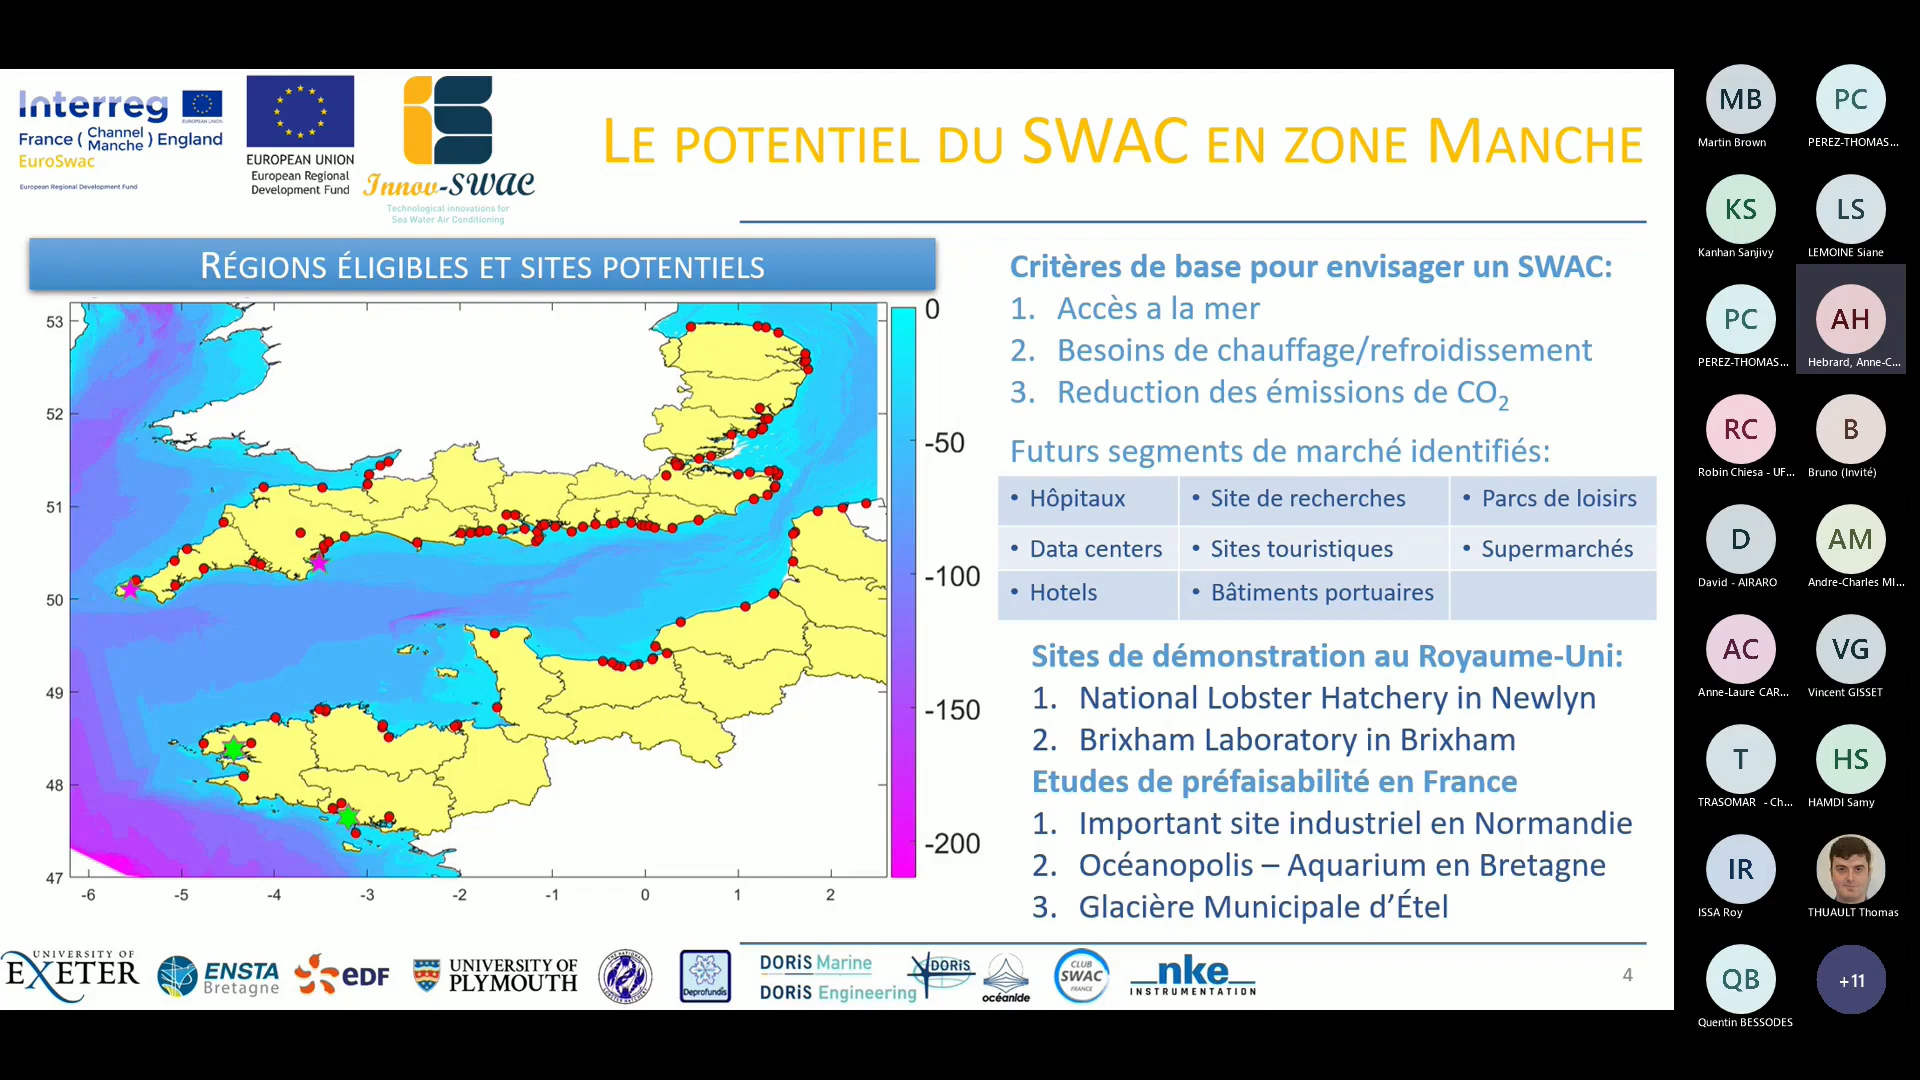 Interreg
EUROPEAN UNION
France ( Channel Manche ) England
EuroSwac
European Regional Development Fund
EUROPEAN UNION
European Regional
Development Fund
Innov-SWAC
Technological innovations for
Sea Water Air Conditioning
LE POTENTIEL DU SWAC EN ZONE MANCHE
RÉGIONS ÉLIGIBLES ET SITES POTENTIELS
53
52
51
50
49
48
47
-6 -5 -4 -3 -2 -1 0 1 2
0
-50
-100
-150
-200
Critères de base pour envisager un SWAC:
1. Accès a la mer
2. Besoins de chauffage/refroidissement
3. Reduction des émissions de CO2
Futurs segments de marché identifiés:
• Hôpitaux • Site de recherches • Parcs de loisirs
• Data centers • Sites touristiques • Supermarchés
• Hotels • Bâtiments portuaires
Sites de démonstration au Royaume-Uni:
1. National Lobster Hatchery in Newlyn
2. Brixham Laboratory in Brixham
Etudes de préfaisabilité en France
1. Important site industriel en Normandie
2. Océanopolis – Aquarium en Bretagne
3. Glacière Municipale d'Étel
UNIVERSITY OF
EXETER
ENSTA
Bretagne
edf
UNIVERSITY OF
PLYMOUTH
Deprofundis
DORiS Marine
DORiS Engineering
DORiS
océanide
CLUB
SWAC
FRANCE
nke
INSTRUMENTATION
4
MB PC
Martin Brown PEREZ-THOMAS...
KS LS
Kanhan Sanjivy LEMOINE Siane
PC AH
PEREZ-THOMAS... Hebrard, Anne-C...
RC B
Robin Chiesa - UF... Bruno (Invité)
D AM
David - AIRARO Andre-Charles MI...
AC VG
Anne-Laure CAR... Vincent GISSET
T HS
TRASOMAR - Ch... HAMDI Samy
IR
ISSA Roy THUAULT Thomas
QB +11
Quentin BESSODES